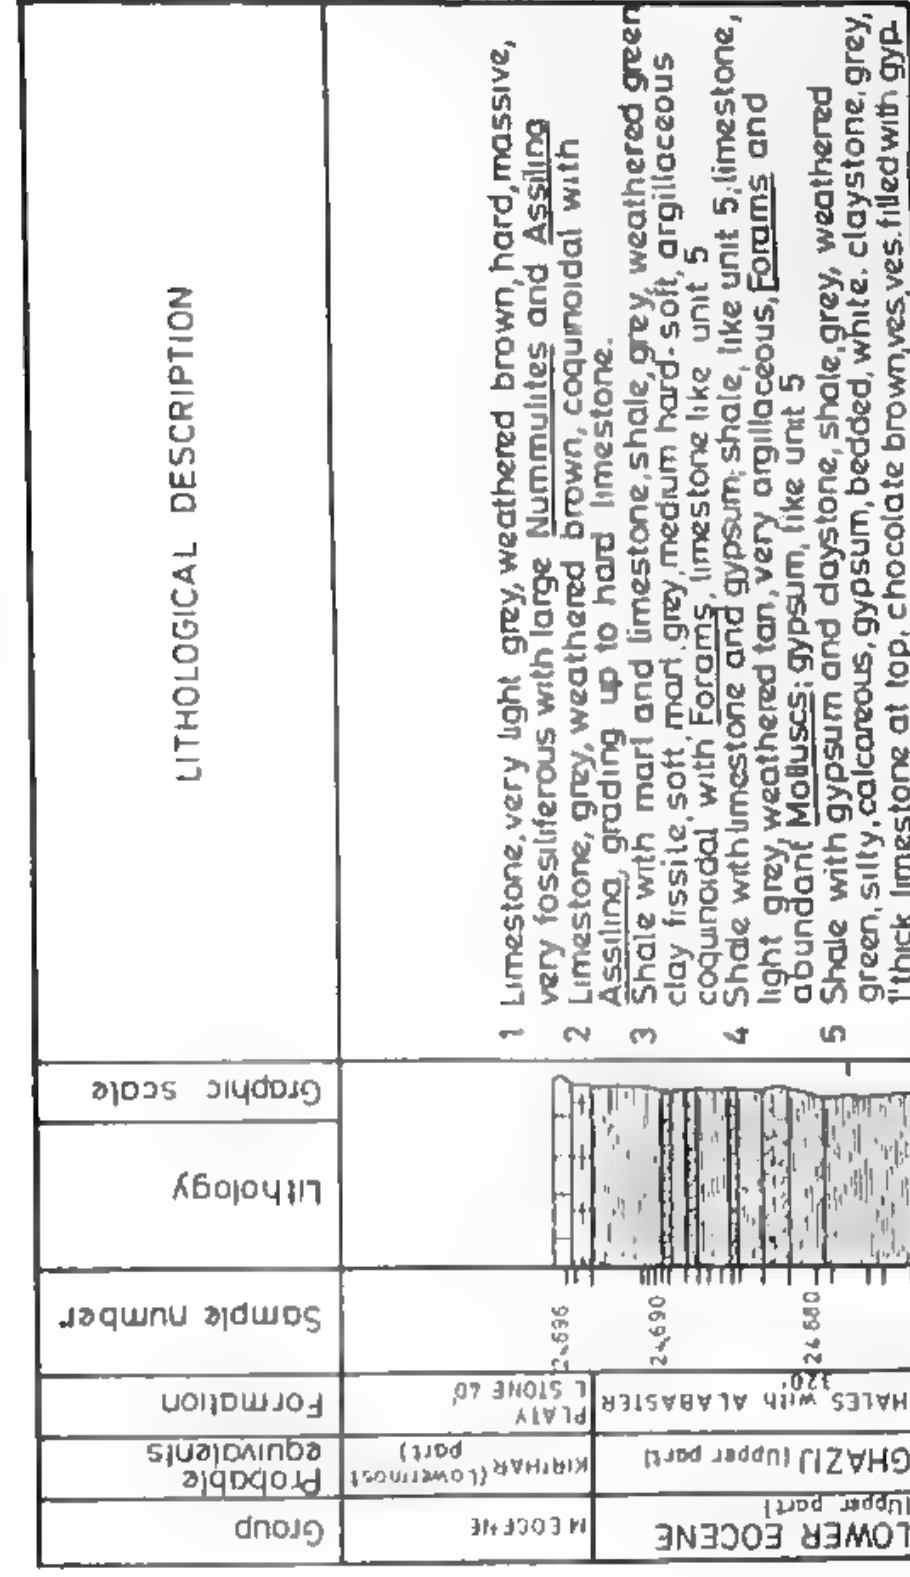 Group
Probable
equivalents
Formation
Sample number
Lithology
Graphic scale
LITHOLOGICAL DESCRIPTION
M EOCENE
KIRTHAR (Lowermost
part)
PLATY
L STONE 40'
24,696
24,690
24680
LOWER EOCENE
(Upper part)
GHAZIJ (Upper part)
HALES with ALABASTER
320'
1 Limestone, very light grey, weathered brown, hard, massive,
very fossiliferous with large Nummulites and Assilina
2 Limestone, grey, weathered brown, coquinoidal with
Assilina, grading up to hard limestone.
3 Shale with marl and limestone, shale, grey, weathered green
clay fissile, soft, marl, grey, medium hard-soft, argillaceous
coquinoidal with Forams, limestone like unit 5
4 Shale with limestone and gypsum; shale, like unit 5; limestone,
light grey, weathered tan, very argillaceous, Forams and
abundant Molluscs; gypsum, like unit 5
5 Shale with gypsum and claystone, shale, grey, weathered
green, silty, calcareous, gypsum, bedded, white. claystone, grey,
1' thick limestone at top, chocolate brown, ves, ves. filled with gyp